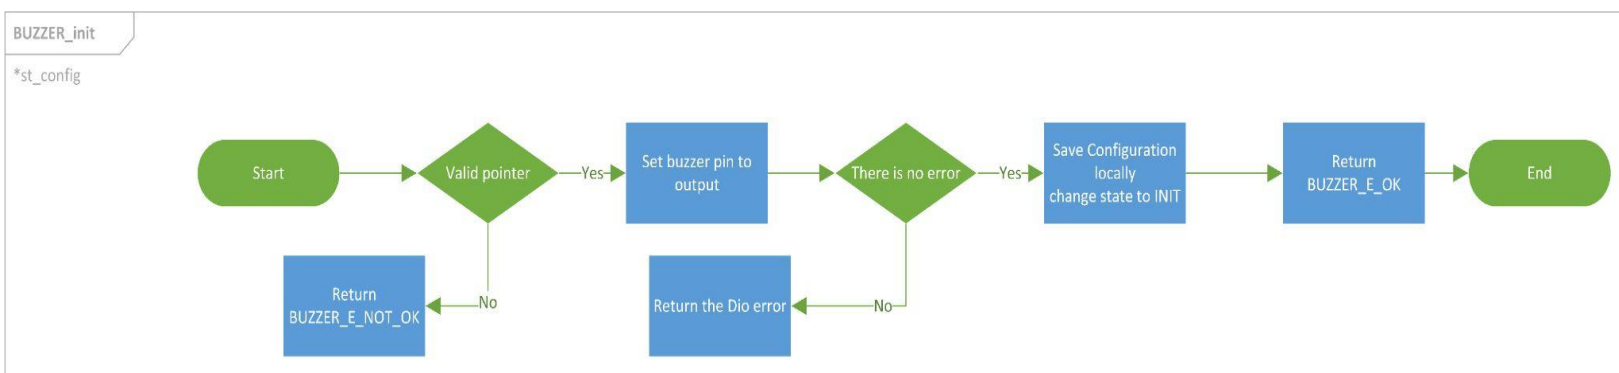 BUZZER_init
*st_config
Start
Valid pointer
Yes
Set buzzer pin to
output
There is no error
Yes
Save Configuration
locally
change state to INIT
Return
BUZZER_E_OK
End
Return
BUZZER_E_NOT_OK
No
Return the Dio error
No